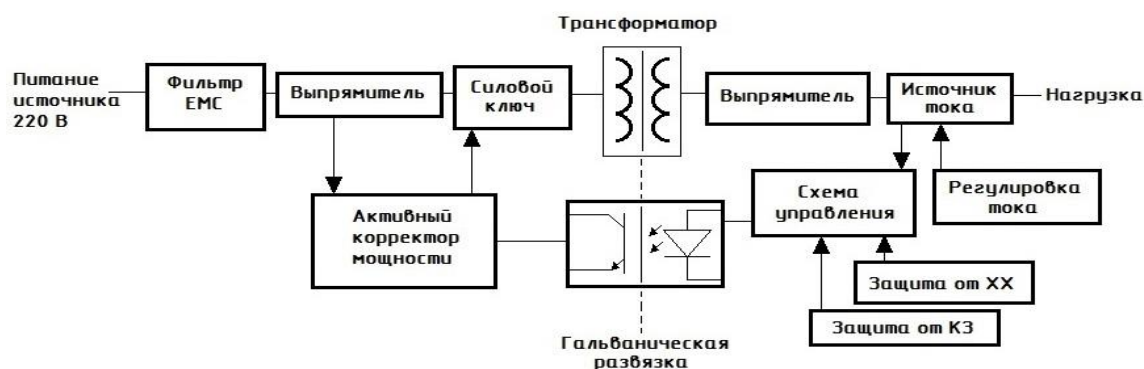 Трансформатор
Питание
источника
220 В
Фильтр
ЕМС
Выпрямитель
Силовой
ключ
Выпрямитель
Источник
тока
Нагрузка
Активный
корректор
мощности
Схема
управления
Регулировка
тока
Защита от ХХ
Защита от КЗ
Гальваническая
развязка